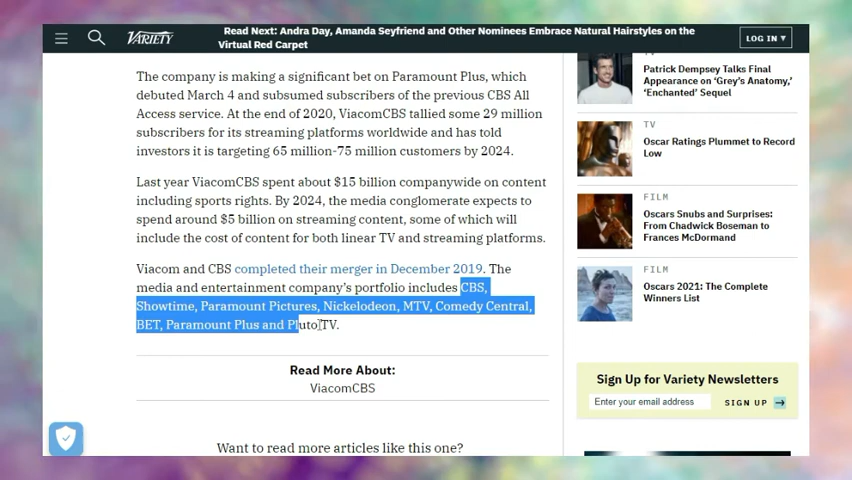 VARIETY
Read Next: Andra Day, Amanda Seyfried and Other Nominees Embrace Natural Hairstyles on the
Virtual Red Carpet
LOG IN ▾
The company is making a significant bet on Paramount Plus, which
debuted March 4 and subsumed subscribers of the previous CBS All
Access service. At the end of 2020, ViacomCBS tallied some 29 million
subscribers for its streaming platforms worldwide and has told
investors it is targeting 65 million-75 million customers by 2024.
Last year ViacomCBS spent about $15 billion companywide on content
including sports rights. By 2024, the media conglomerate expects to
spend around $5 billion on streaming content, some of which will
include the cost of content for both linear TV and streaming platforms.
Viacom and CBS completed their merger in December 2019. The
media and entertainment company's portfolio includes CBS,
Showtime, Paramount Pictures, Nickelodeon, MTV, Comedy Central,
BET, Paramount Plus and Pluto TV.
Read More About:
ViacomCBS
Want to read more articles like this one?
Patrick Dempsey Talks Final
Appearance on ‘Grey's Anatomy,’
‘Enchanted’ Sequel
TV
Oscar Ratings Plummet to Record
Low
FILM
Oscars Snubs and Surprises:
From Chadwick Boseman to
Frances McDormand
FILM
Oscars 2021: The Complete
Winners List
Sign Up for Variety Newsletters
Enter your email address
SIGN UP →